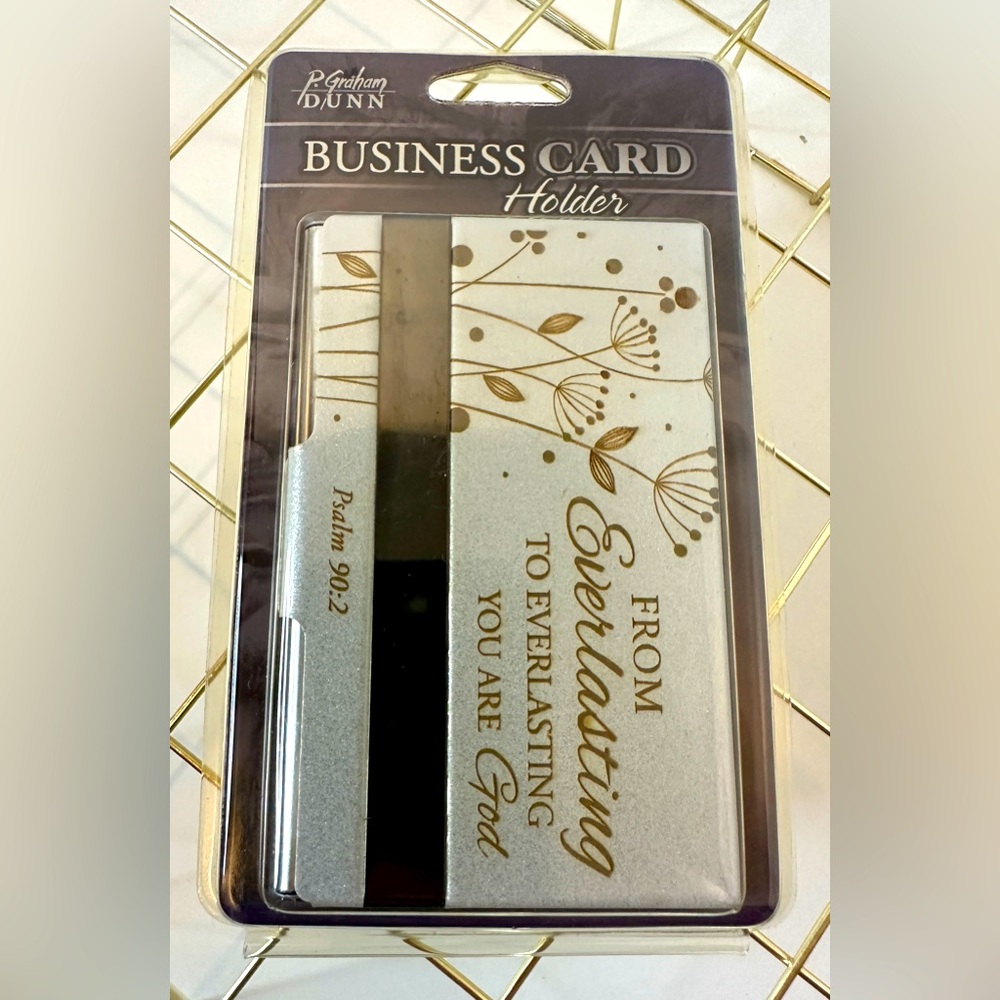 P. Graham
DUNN
BUSINESS CARD
Holder
FROM
Everlasting
TO EVERLASTING
YOU ARE God
Psalm 90:2